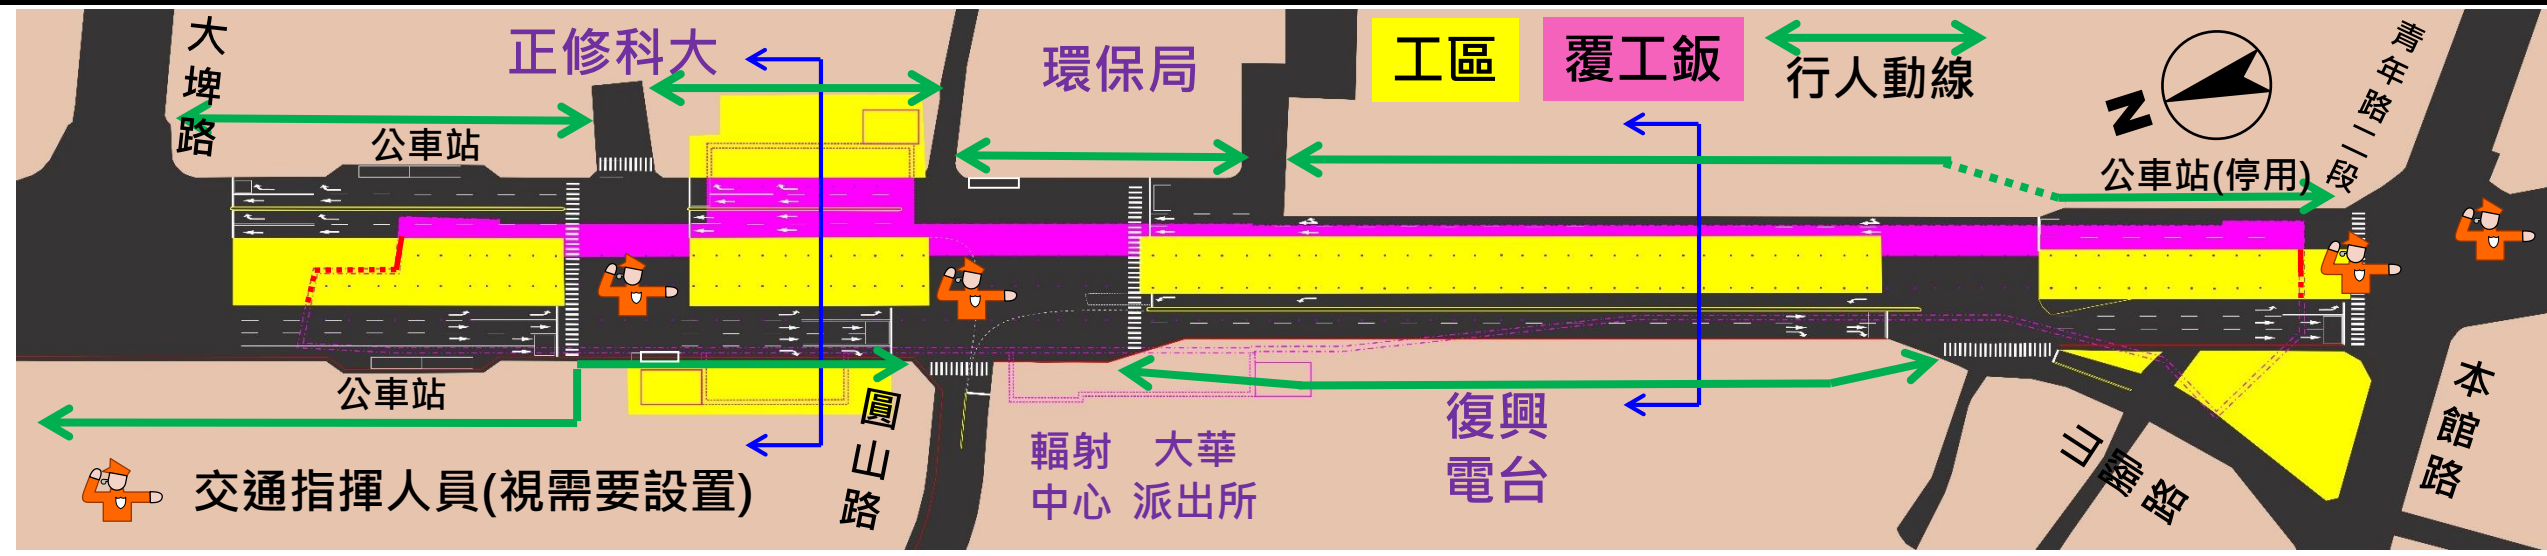 大埤路
正修科大
環保局
工區
覆工鈑
行人動線
N
青年路二段
公車站
公車站(停用)
公車站
圓山路
輻射中心
大華派出所
復興電台
本館路
交通指揮人員(視需要設置)